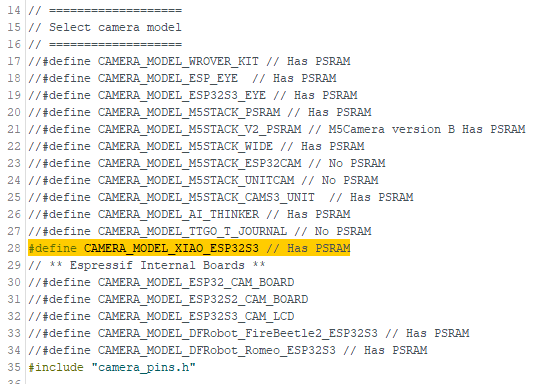 14 // ===================
15 // Select camera model
16 // ===================
17 //#define CAMERA_MODEL_WROVER_KIT // Has PSRAM
18 //#define CAMERA_MODEL_ESP_EYE  // Has PSRAM
19 //#define CAMERA_MODEL_ESP32S3_EYE // Has PSRAM
20 //#define CAMERA_MODEL_M5STACK_PSRAM // Has PSRAM
21 //#define CAMERA_MODEL_M5STACK_V2_PSRAM // M5Camera version B Has PSRAM
22 //#define CAMERA_MODEL_M5STACK_WIDE // Has PSRAM
23 //#define CAMERA_MODEL_M5STACK_ESP32CAM // No PSRAM
24 //#define CAMERA_MODEL_M5STACK_UNITCAM // No PSRAM
25 //#define CAMERA_MODEL_M5STACK_CAMS3_UNIT  // Has PSRAM
26 //#define CAMERA_MODEL_AI_THINKER // Has PSRAM
27 //#define CAMERA_MODEL_TTGO_T_JOURNAL // No PSRAM
28 #define CAMERA_MODEL_XIAO_ESP32S3 // Has PSRAM
29 // ** Espressif Internal Boards **
30 //#define CAMERA_MODEL_ESP32_CAM_BOARD
31 //#define CAMERA_MODEL_ESP32S2_CAM_BOARD
32 //#define CAMERA_MODEL_ESP32S3_CAM_LCD
33 //#define CAMERA_MODEL_DFRobot_FireBeetle2_ESP32S3 // Has PSRAM
34 //#define CAMERA_MODEL_DFRobot_Romeo_ESP32S3 // Has PSRAM
35 #include "camera_pins.h"